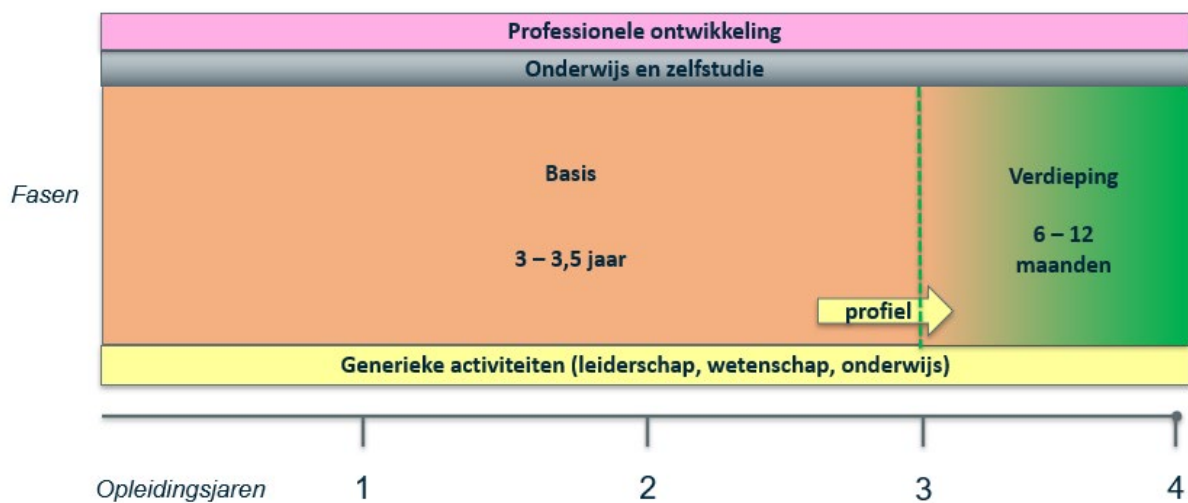 Professionele ontwikkeling
Onderwijs en zelfstudie
Fasen
Basis
3 – 3,5 jaar
Verdieping
6 – 12
maanden
profiel
Generieke activiteiten (leiderschap, wetenschap, onderwijs)
Opleidingsjaren 1 2 3 4